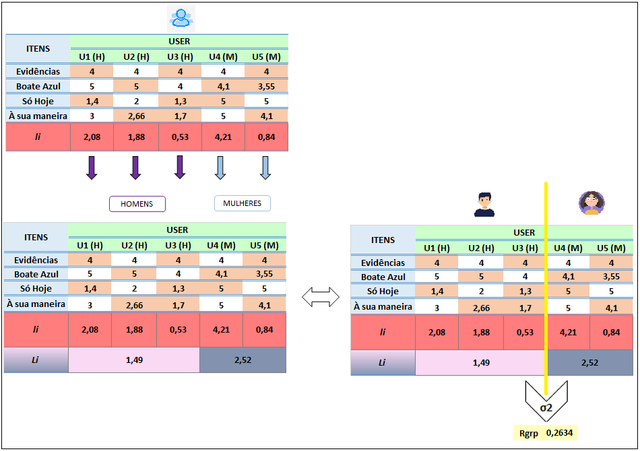 ITENS USER
U1 (H) U2 (H) U3 (H) U4 (M) U5 (M)
Evidências 4 4 4 4 4
Boate Azul 5 5 4 4,1 3,55
Só Hoje 1,4 2 1,3 5 5
À sua maneira 3 2,66 1,7 5 4,1
li 2,08 1,88 0,53 4,21 0,84
HOMENS MULHERES
ITENS USER
U1 (H) U2 (H) U3 (H) U4 (M) U5 (M)
Evidências 4 4 4 4 4
Boate Azul 5 5 4 4,1 3,55
Só Hoje 1,4 2 1,3 5 5
À sua maneira 3 2,66 1,7 5 4,1
li 2,08 1,88 0,53 4,21 0,84
Li 1,49 2,52
ITENS USER
U1 (H) U2 (H) U3 (H) U4 (M) U5 (M)
Evidências 4 4 4 4 4
Boate Azul 5 5 4 4,1 3,55
Só Hoje 1,4 2 1,3 5 5
À sua maneira 3 2,66 1,7 5 4,1
li 2,08 1,88 0,53 4,21 0,84
Li 1,49 2,52
σ2
Rgrp 0,2634